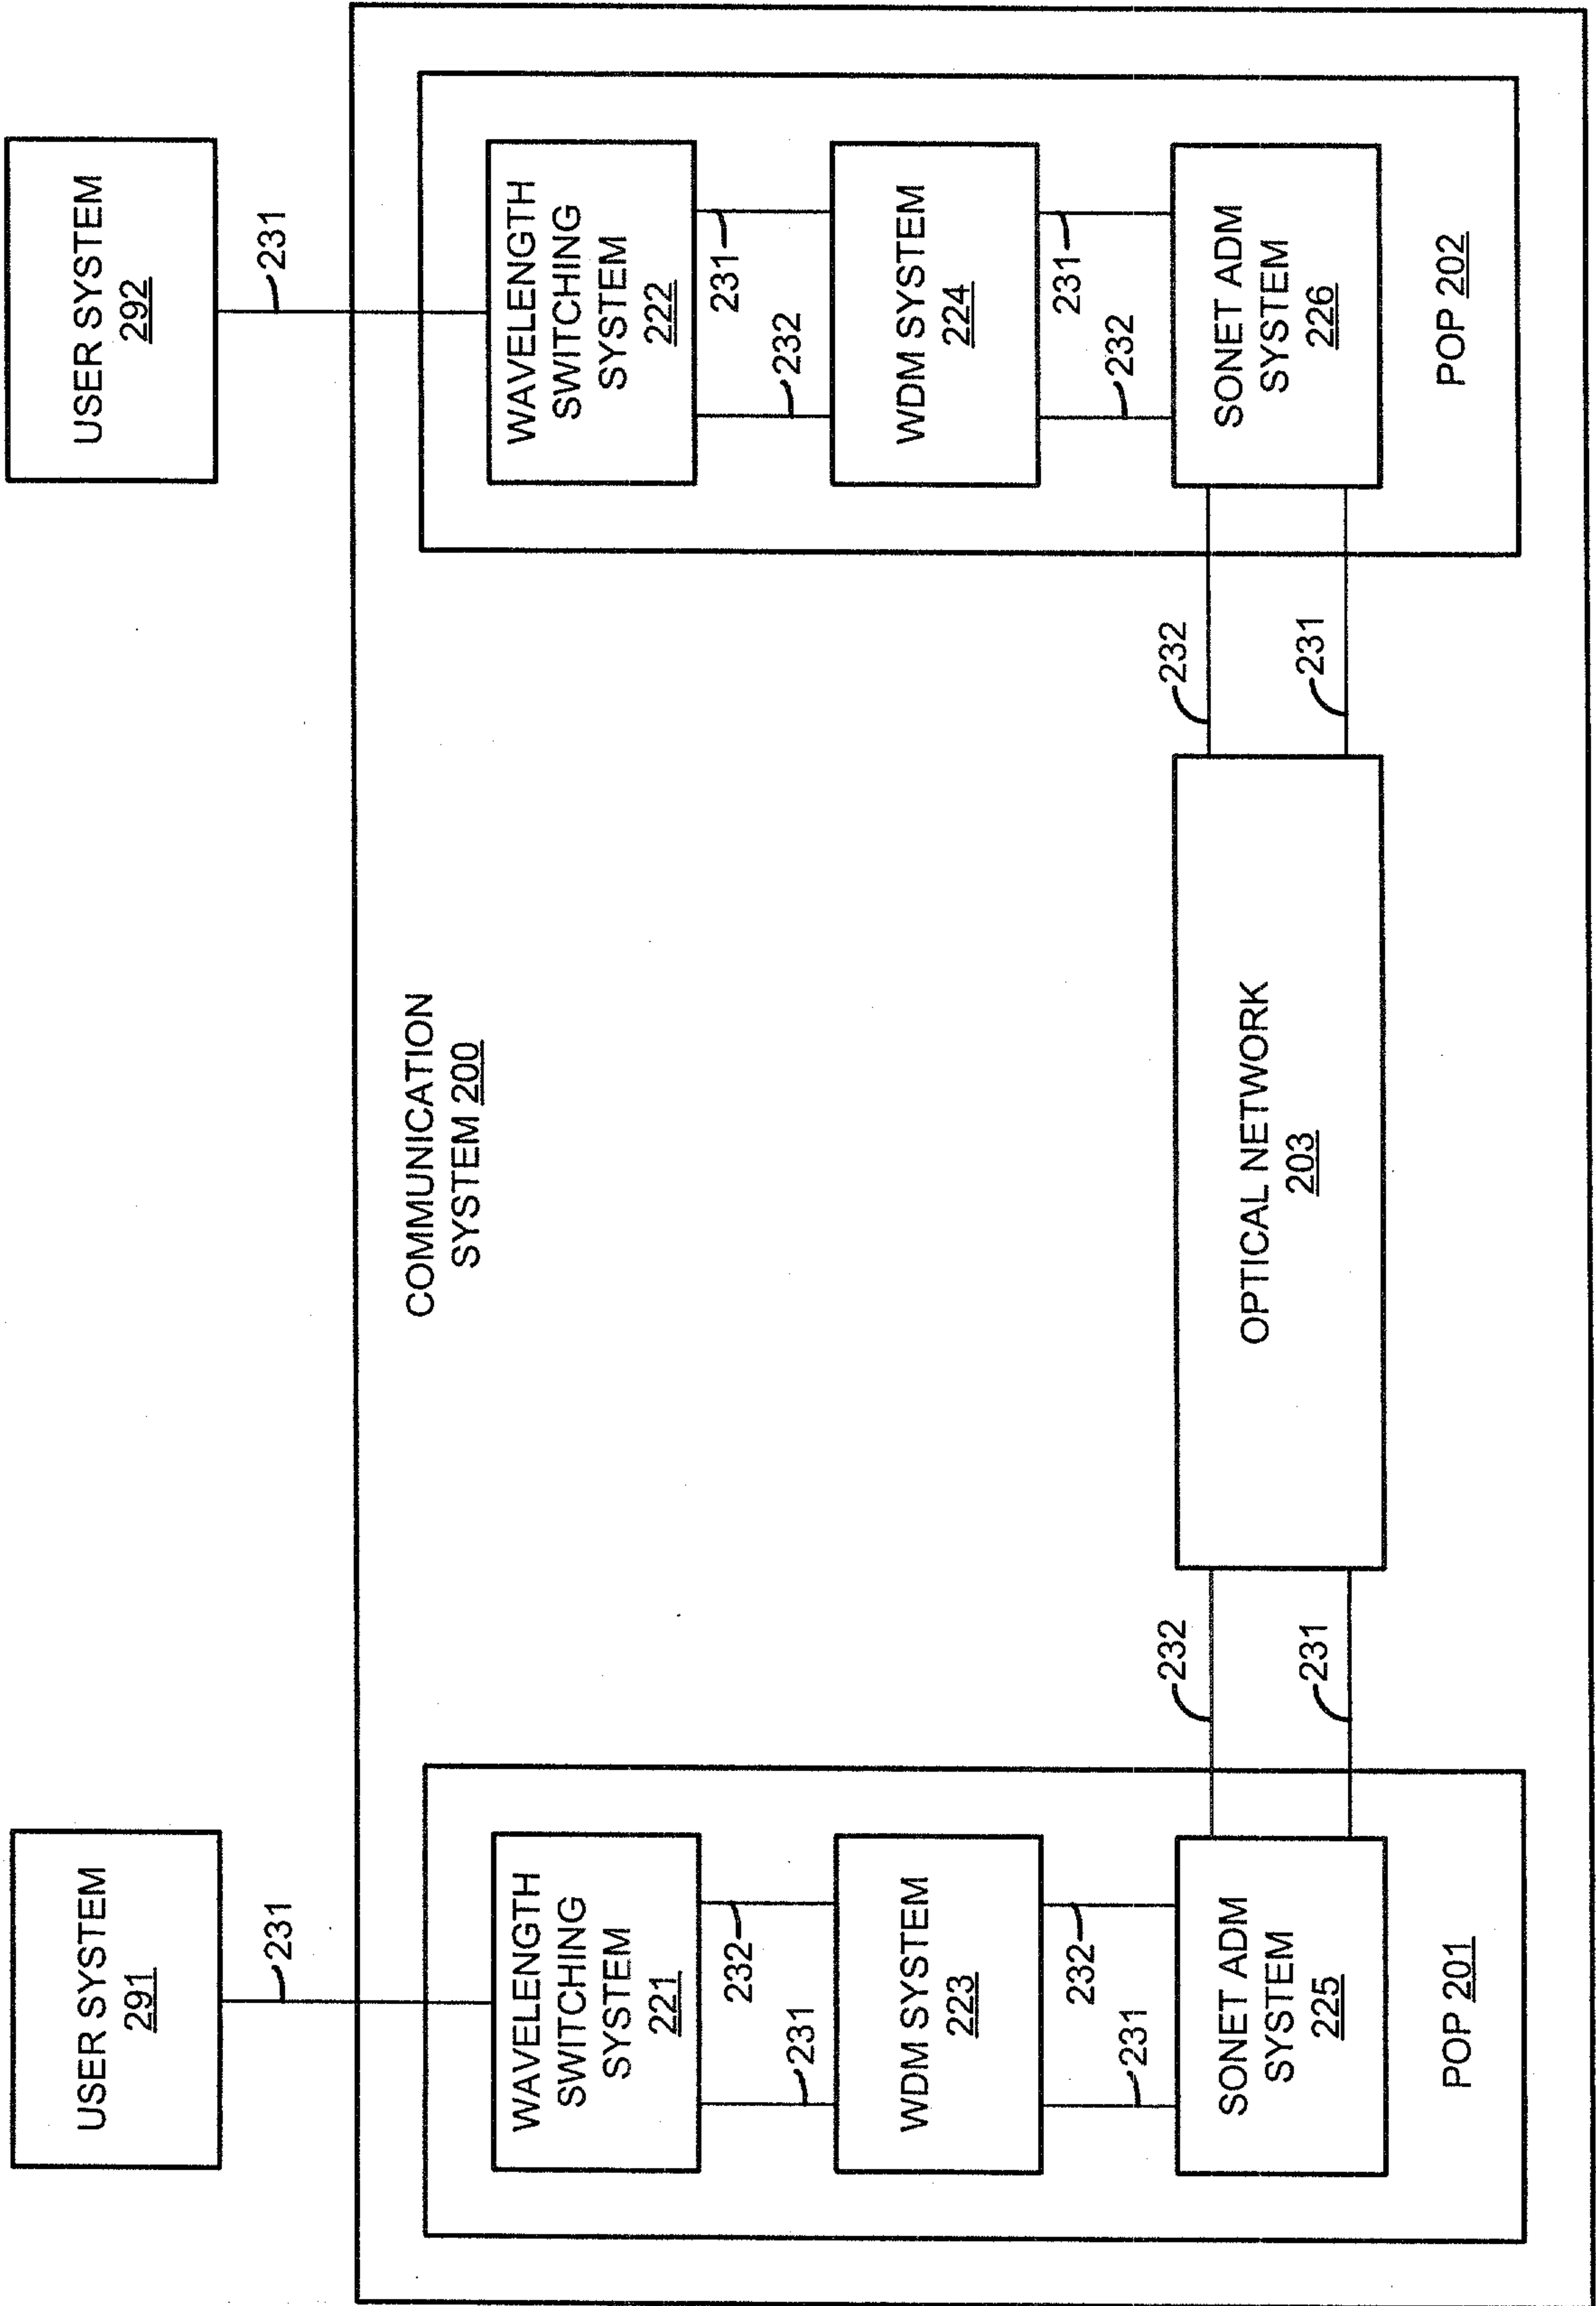 USER SYSTEM
291
231
USER SYSTEM
292
231
COMMUNICATION
SYSTEM 200
WAVELENGTH
SWITCHING
SYSTEM
221
231
232
WDM SYSTEM
223
231
232
SONET ADM
SYSTEM
225
POP 201
232
231
OPTICAL NETWORK
203
232
231
WAVELENGTH
SWITCHING
SYSTEM
222
232
231
WDM SYSTEM
224
232
231
SONET ADM
SYSTEM
226
POP 202